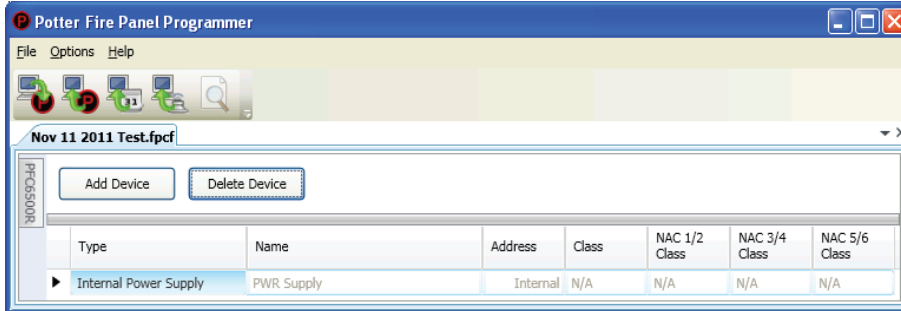 Potter Fire Panel Programmer
File Options Help
Nov 11 2011 Test.fpcf
PFC6500R
Add Device Delete Device
Type Name Address Class NAC 1/2 Class NAC 3/4 Class NAC 5/6 Class
Internal Power Supply PWR Supply Internal N/A N/A N/A N/A